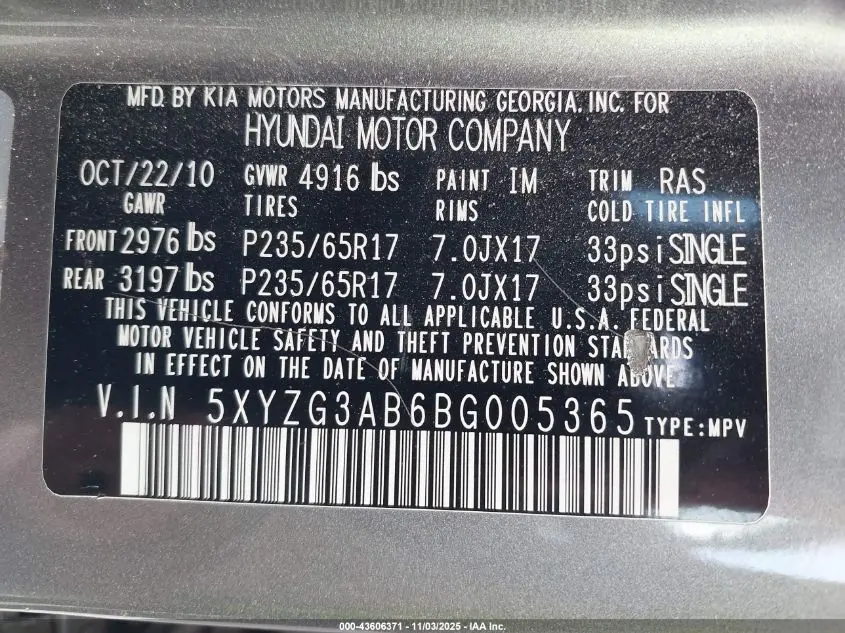 MFD. BY KIA MOTORS MANUFACTURING GEORGIA. INC. FOR
HYUNDAI MOTOR COMPANY
OCT/22/10 GVWR 4916 lbs PAINT IM TRIM RAS
GAWR TIRES RIMS COLD TIRE INFL
FRONT 2976 lbs P235/65R17 7.0JX17 33psi SINGLE
REAR 3197 lbs P235/65R17 7.0JX17 33psi SINGLE
THIS VEHICLE CONFORMS TO ALL APPLICABLE U.S.A. FEDERAL
MOTOR VEHICLE SAFETY AND THEFT PREVENTION STANDARDS
IN EFFECT ON THE DATE OF MANUFACTURE SHOWN ABOVE
V.I.N 5XYZG3AB6BG005365 TYPE:MPV
000-43606371 - 11/03/2025 - IAA Inc.